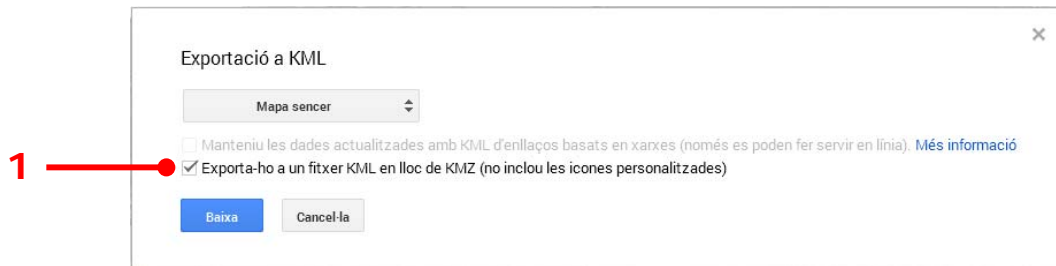 Exportació a KML
Mapa sencer
Manteniu les dades actualitzades amb KML d'enllaços basats en xarxes (només es poden fer servir en línia). Més informació
1 Exporta-ho a un fitxer KML en lloc de KMZ (no inclou les icones personalitzades)
Baixa Cancel·la